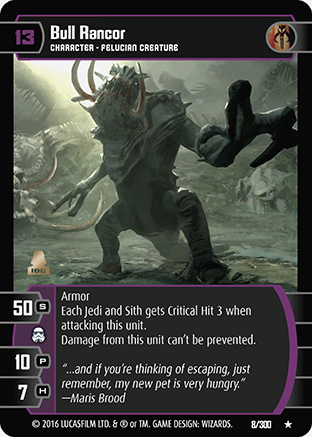 13
Bull Rancor
CHARACTER - FELUCIAN CREATURE
IDC
50 S
10 P
7 H
Armor
Each Jedi and Sith gets Critical Hit 3 when
attacking this unit.
Damage from this unit can't be prevented.
"...and if you're thinking of escaping, just
remember, my new pet is very hungry."
—Maris Brood
© 2016 LUCASFILM LTD. & ® OR TM. GAME DESIGN: WIZARDS. 8/300 ★